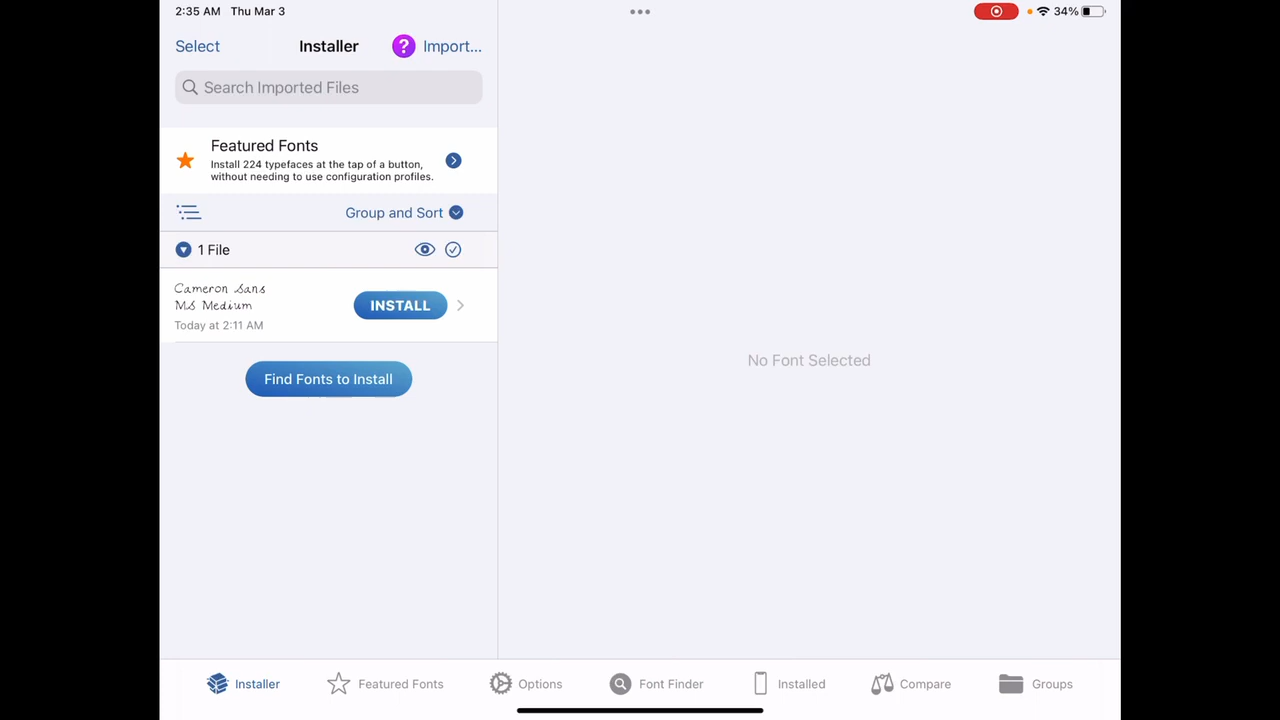 2:35 AM Thu Mar 3
34%
Select
Installer
?
Import...
Search Imported Files
Featured Fonts
Install 224 typefaces at the tap of a button,
without needing to use configuration profiles.
Group and Sort
1 File
Cameron Sans
MS Medium
Today at 2:11 AM
INSTALL
Find Fonts to Install
No Font Selected
Installer
Featured Fonts
Options
Font Finder
Installed
Compare
Groups